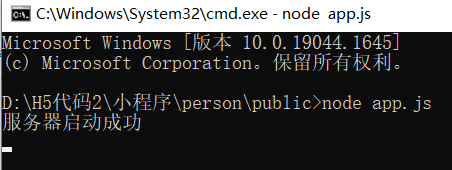 C:\Windows\System32\cmd.exe - node  app.js
Microsoft Windows [版本 10.0.19044.1645]
(c) Microsoft Corporation。保留所有权利。
D:\H5代码2\小程序\person\public>node app.js
服务器启动成功